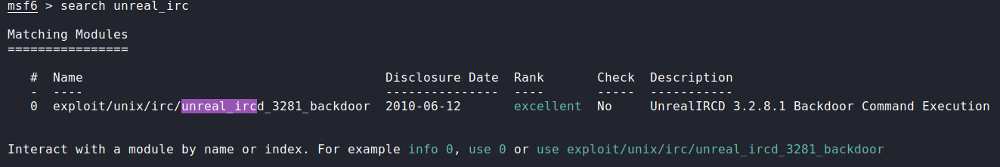 msf6 > search unreal_irc
Matching Modules
================
# Name Disclosure Date Rank Check Description
- ---- --------------- ---- ----- -----------
0 exploit/unix/irc/unreal_ircd_3281_backdoor 2010-06-12 excellent No UnrealIRCD 3.2.8.1 Backdoor Command Execution
Interact with a module by name or index. For example info 0, use 0 or use exploit/unix/irc/unreal_ircd_3281_backdoor